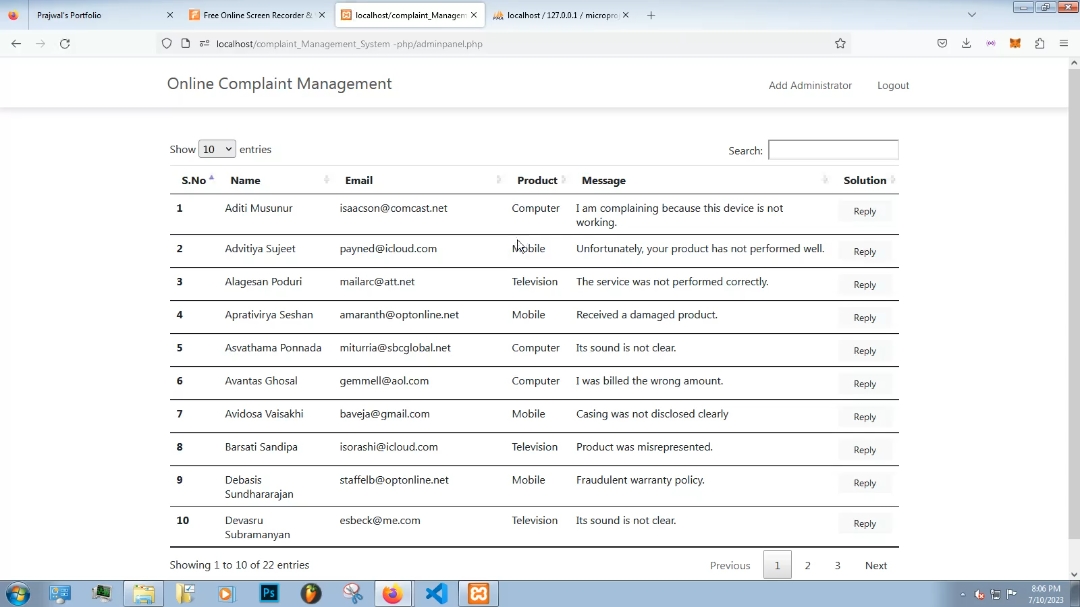 Prajwal's Portfolio
Free Online Screen Recorder &
localhost/complaint_Managem
localhost / 127.0.0.1 / micropro
localhost/complaint_Management_System -php/adminpanel.php
Online Complaint Management
Add Administrator
Logout
Show 10 entries
Search:
S.No Name Email Product Message Solution
1 Aditi Musunur isaacson@comcast.net Computer I am complaining because this device is not Reply
working.
2 Advitiya Sujeet payned@icloud.com Mobile Unfortunately, your product has not performed well. Reply
3 Alagesan Poduri mailarc@att.net Television The service was not performed correctly. Reply
4 Aprativirya Seshan amaranth@optonline.net Mobile Received a damaged product. Reply
5 Asvathama Ponnada miturria@sbcglobal.net Computer Its sound is not clear. Reply
6 Avantas Ghosal gemmell@aol.com Computer I was billed the wrong amount. Reply
7 Avidosa Vaisakhi baveja@gmail.com Mobile Casing was not disclosed clearly Reply
8 Barsati Sandipa isorashi@icloud.com Television Product was misrepresented. Reply
9 Debasis staffelb@optonline.net Mobile Fraudulent warranty policy. Reply
Sundhararajan
10 Devasru esbeck@me.com Television Its sound is not clear. Reply
Subramanyan
Showing 1 to 10 of 22 entries
Previous 1 2 3 Next
Ps
8:06 PM
7/10/2023